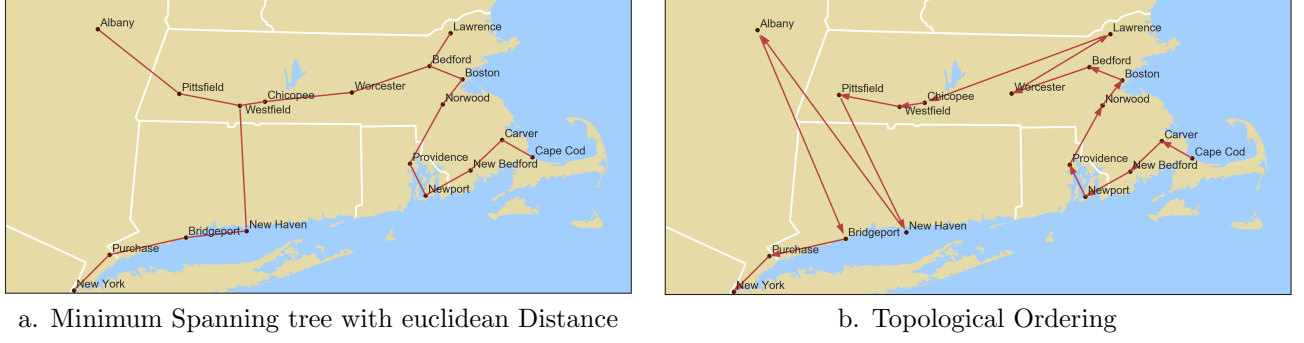 Albany
Lawrence
Bedford
Boston
Pittsfield
Chicopee
Worcester
Westfield
Norwood
Carver
Cape Cod
Providence
New Bedford
Newport
New Haven
Bridgeport
Purchase
New York
a. Minimum Spanning tree with euclidean Distance
Albany
Lawrence
Bedford
Boston
Pittsfield
Chicopee
Worcester
Westfield
Norwood
Carver
Cape Cod
Providence
New Bedford
Newport
New Haven
Bridgeport
Purchase
New York
b. Topological Ordering